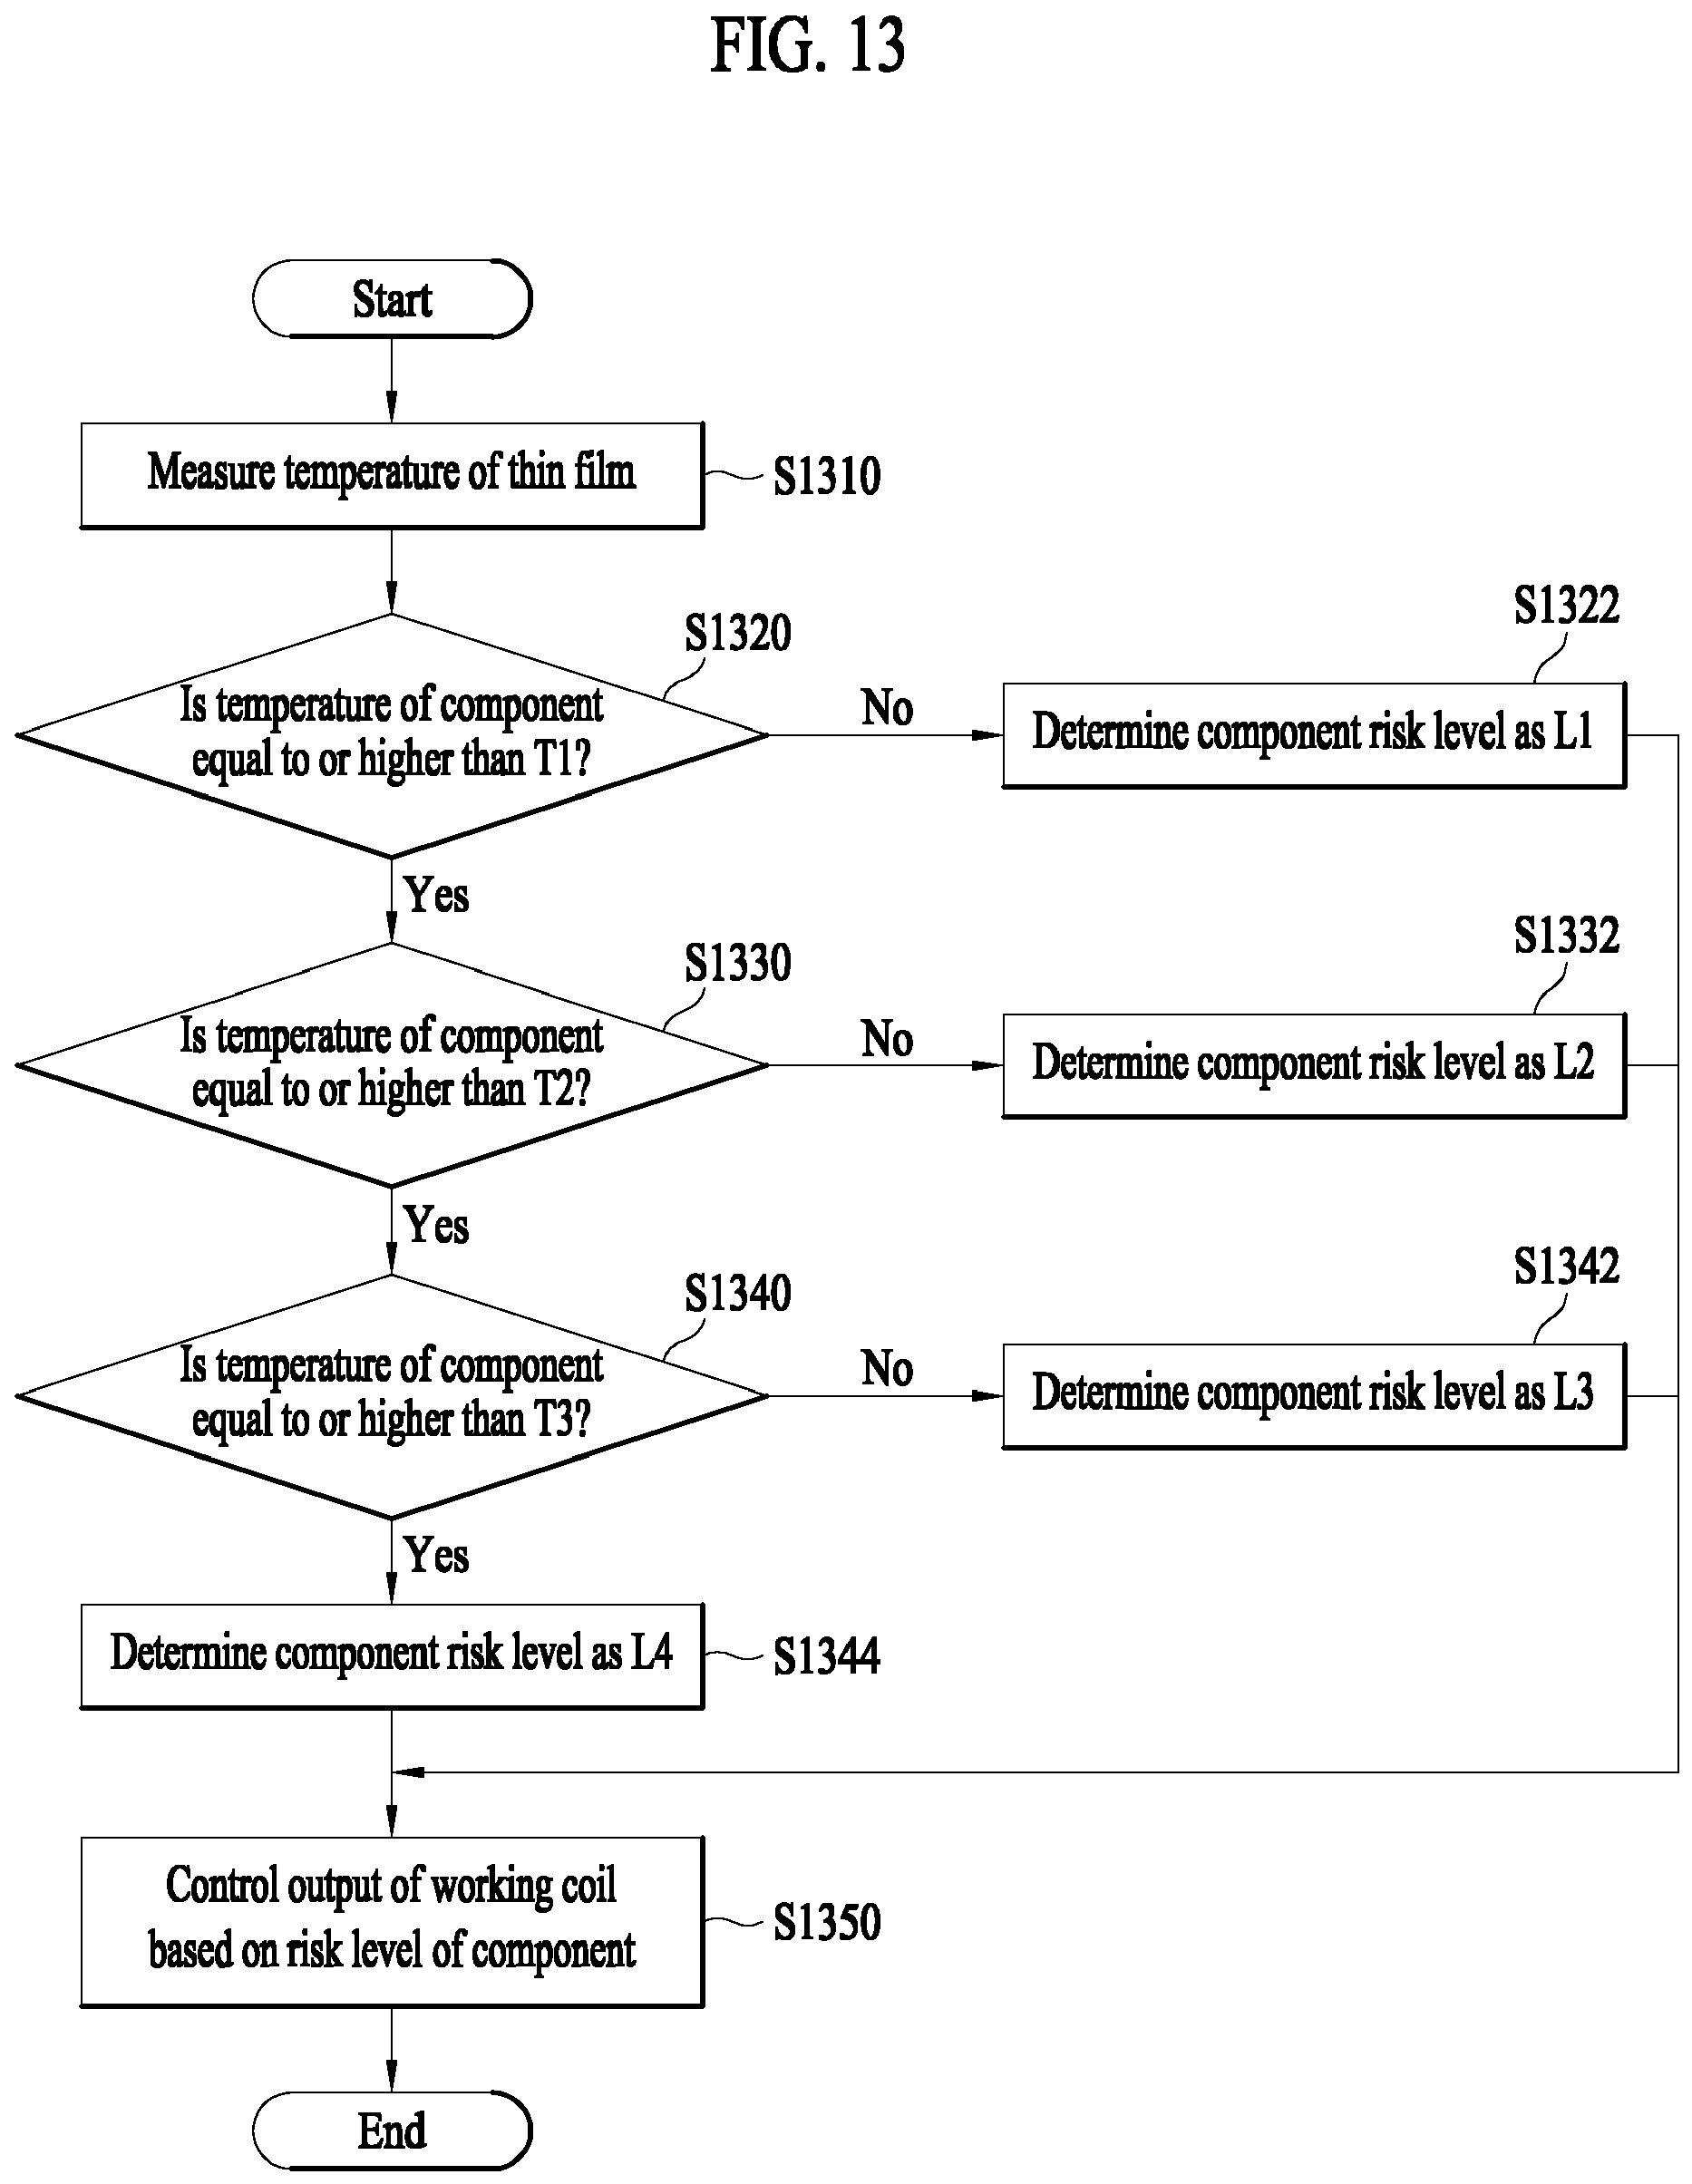 FIG. 13
Start
Measure temperature of thin film
S1310
S1320
Is temperature of component
equal to or higher than T1?
No
S1322
Determine component risk level as L1
Yes
S1330
Is temperature of component
equal to or higher than T2?
No
S1332
Determine component risk level as L2
Yes
S1340
Is temperature of component
equal to or higher than T3?
No
S1342
Determine component risk level as L3
Yes
Determine component risk level as L4
S1344
Control output of working coil
based on risk level of component
S1350
End